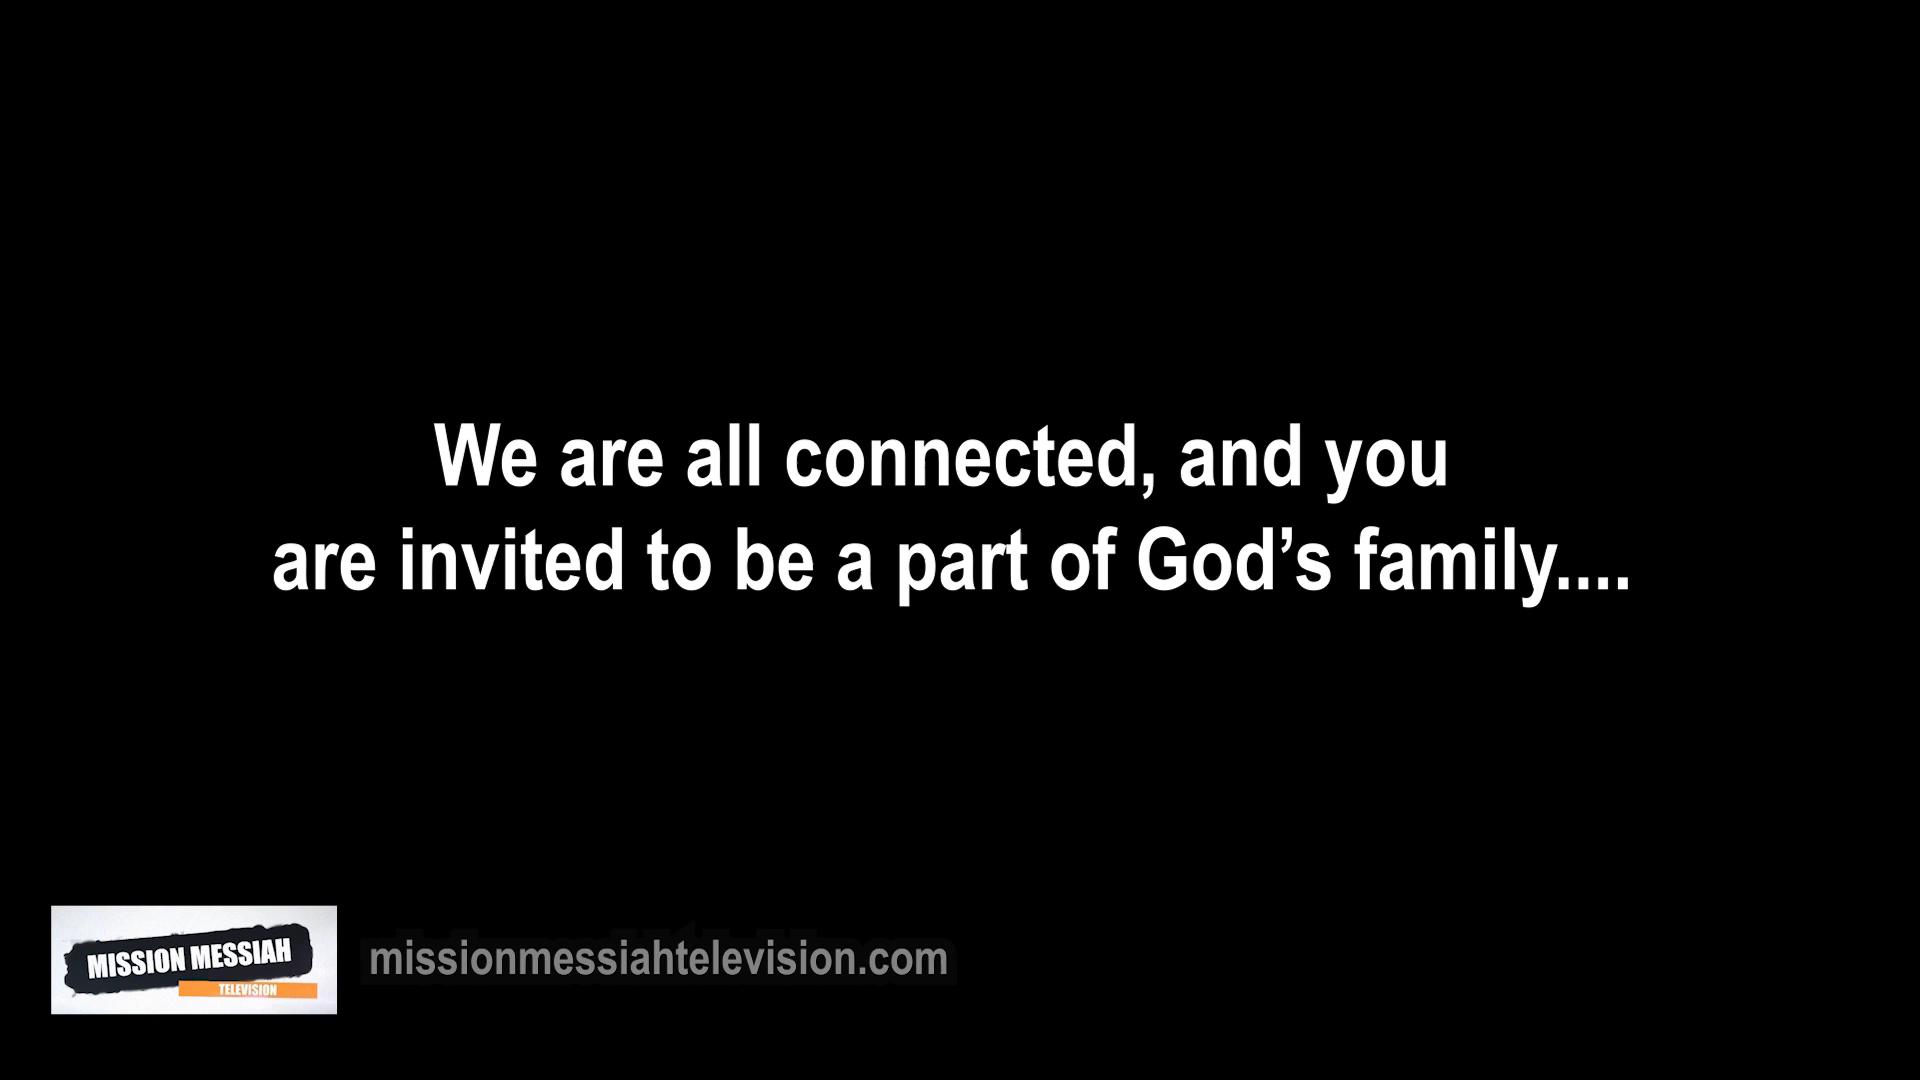 We are all connected, and you
are invited to be a part of God’s family....
MISSION MESSIAH
TELEVISION
missionmessiahtelevision.com